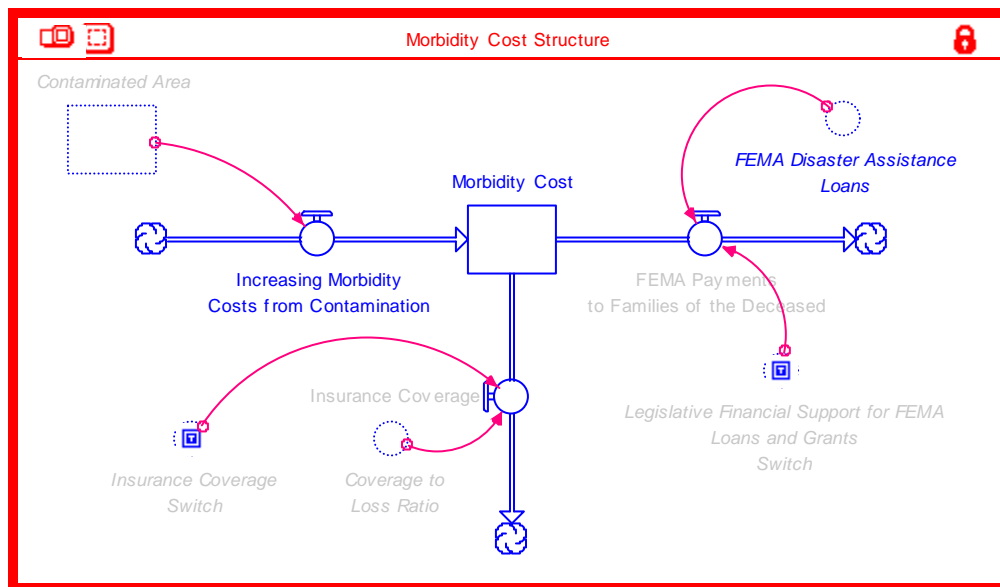 Morbidity Cost Structure
Contaminated Area
FEMA Disaster Assistance
Loans
Morbidity Cost
Increasing Morbidity
Costs from Contamination
FEMA Payments
to Families of the Deceased
Insurance Coverage
T
Legislative Financial Support for FEMA
Loans and Grants
Switch
T
Insurance Coverage
Switch
Coverage to
Loss Ratio